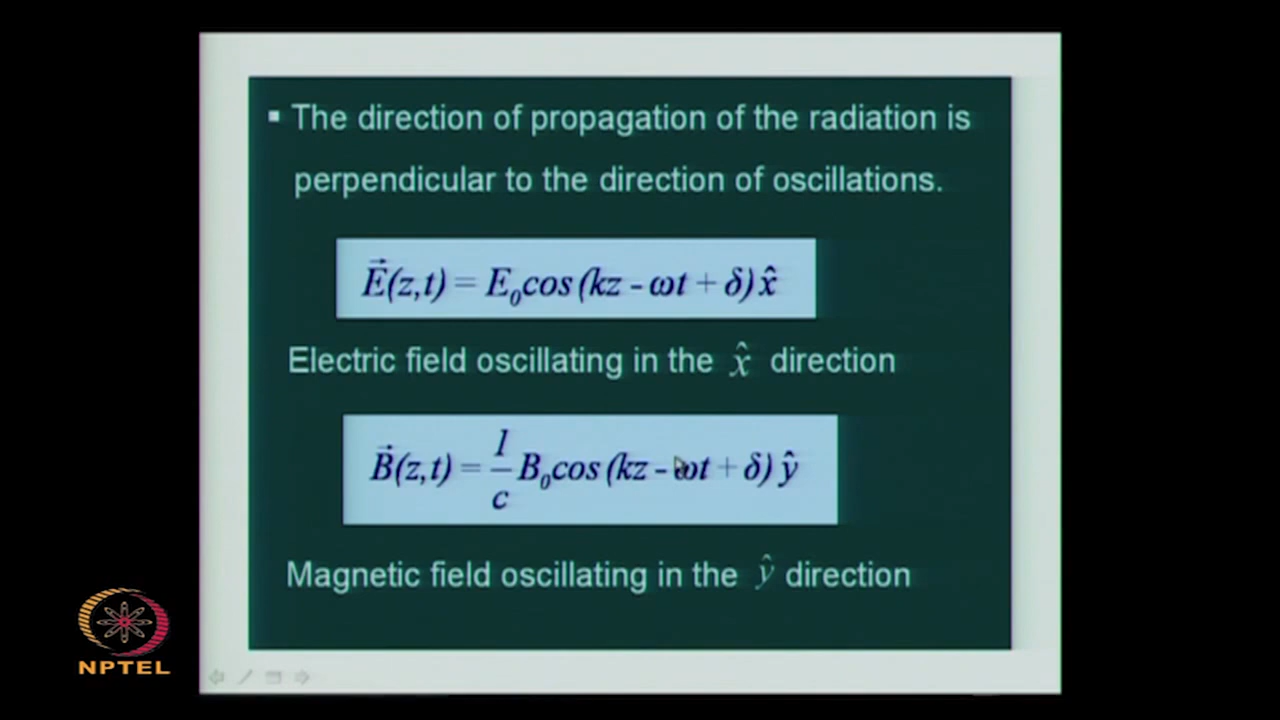 ▪ The direction of propagation of the radiation is
perpendicular to the direction of oscillations.
E⃗(z,t) = E₀cos(kz - ωt + δ) x̂
Electric field oscillating in the x̂ direction
B⃗(z,t) = 1/c B₀cos(kz - ωt + δ) ŷ
Magnetic field oscillating in the ŷ direction
NPTEL